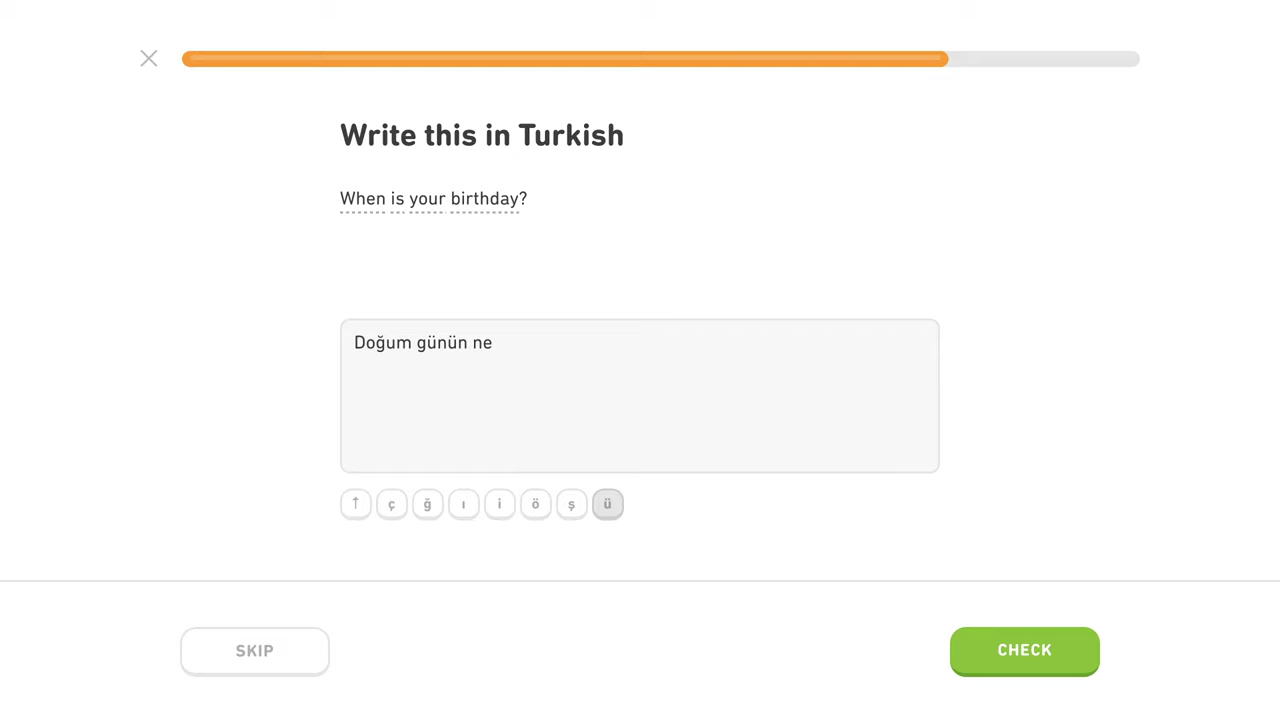 Write this in Turkish
When is your birthday?
Doğum günün ne
↑ ç ğ ı i ö ş ü
SKIP
CHECK